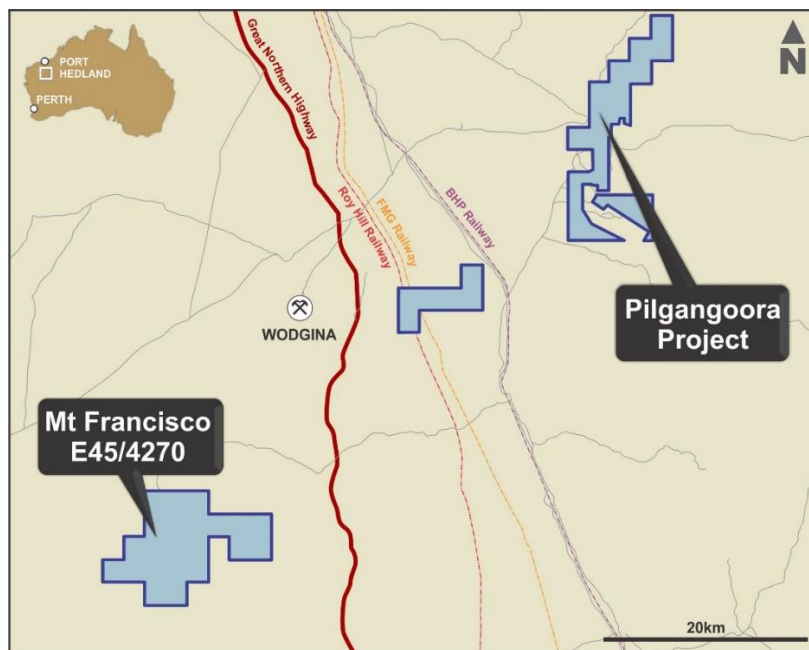 PORT
HEDLAND
PERTH
Great Northern Highway
Roy Hill Railway
FMG Railway
BHP Railway
N
Pilgangoora
Project
WODGINA
Mt Francisco
E45/4270
20km